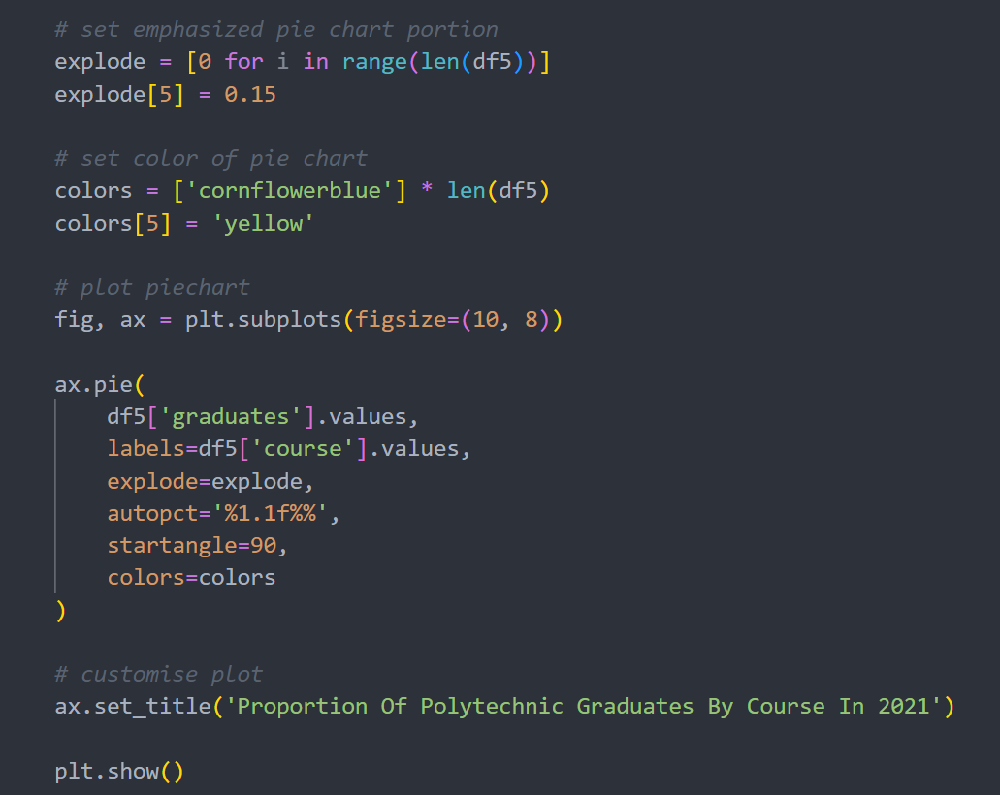 # set emphasized pie chart portion
explode = [0 for i in range(len(df5))]
explode[5] = 0.15

# set color of pie chart
colors = ['cornflowerblue'] * len(df5)
colors[5] = 'yellow'

# plot piechart
fig, ax = plt.subplots(figsize=(10, 8))

ax.pie(
    df5['graduates'].values,
    labels=df5['course'].values,
    explode=explode,
    autopct='%1.1f%%',
    startangle=90,
    colors=colors
)

# customise plot
ax.set_title('Proportion Of Polytechnic Graduates By Course In 2021')

plt.show()